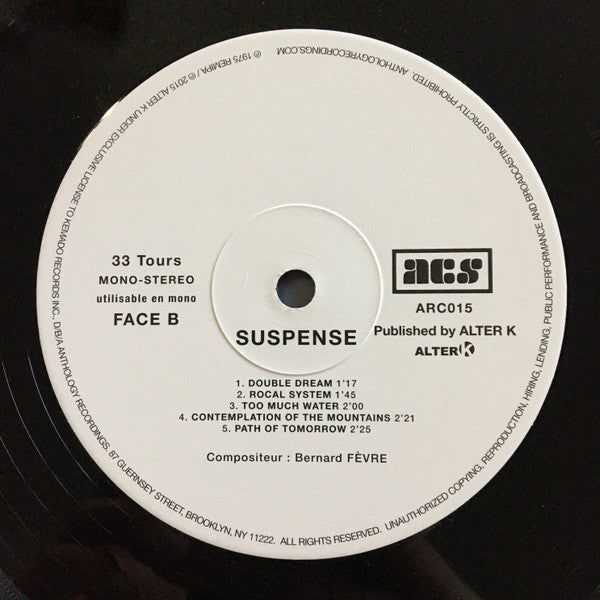 ℗ 1975 REMIPA / ℗ 2015 ALTER K UNDER EXCLUSIVE LICENSE TO KEMADO RECORDS INC., D/B/A ANTHOLOGY RECORDINGS. 87 GUERNSEY STREET, BROOKLYN, NY 11222. ALL RIGHTS RESERVED. UNAUTHORIZED COPYING, REPRODUCTION, HIRING, LENDING, PUBLIC PERFORMANCE AND BROADCASTING IS STRICTLY PROHIBITED. ANTHOLOGYRECORDINGS.COM
33 Tours
MONO-STEREO
utilisable en mono
FACE B
acs
ARC015
Published by ALTER K
ALTER K
SUSPENSE
1. DOUBLE DREAM 1'17
2. ROCAL SYSTEM 1'45
3. TOO MUCH WATER 2'00
4. CONTEMPLATION OF THE MOUNTAINS 2'21
5. PATH OF TOMORROW 2'25
Compositeur : Bernard FÈVRE